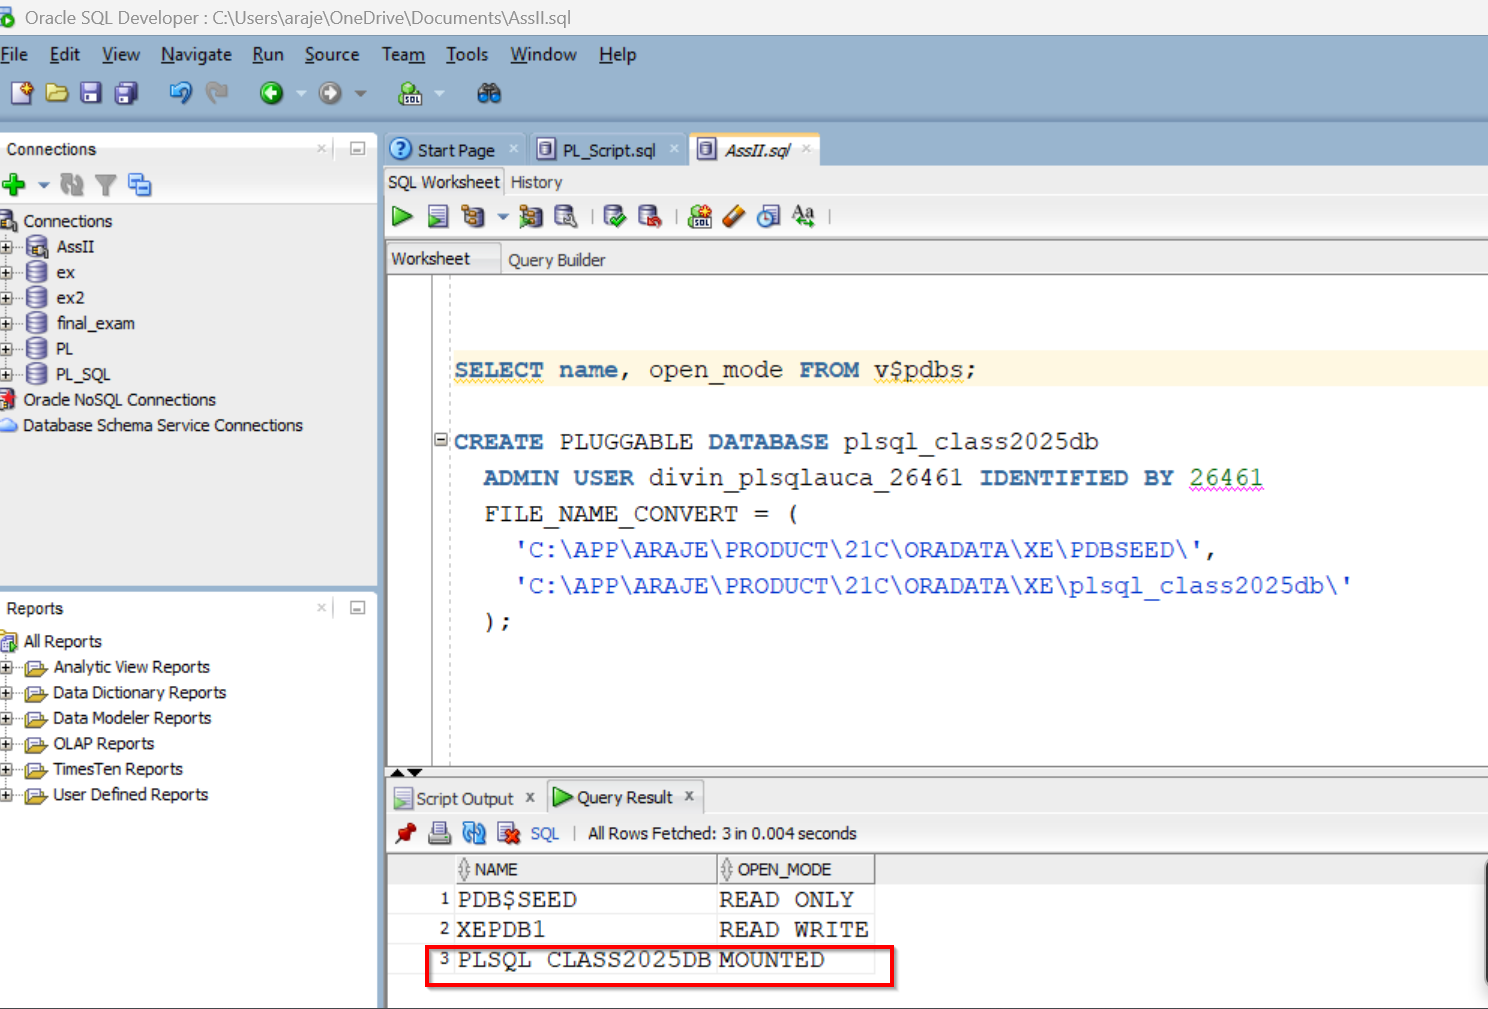 Oracle SQL Developer : C:\Users\araje\OneDrive\Documents\AssII.sql
File Edit View Navigate Run Source Team Tools Window Help
Connections
Connections
AssII
ex
ex2
final_exam
PL
PL_SQL
Oracle NoSQL Connections
Database Schema Service Connections
Reports
All Reports
Analytic View Reports
Data Dictionary Reports
Data Modeler Reports
OLAP Reports
TimesTen Reports
User Defined Reports
Start Page PL_Script.sql AssII.sql
SQL Worksheet History
Worksheet Query Builder
SELECT name, open_mode FROM v$pdbs;
CREATE PLUGGABLE DATABASE plsql_class2025db
ADMIN USER divin_plsqlauca_26461 IDENTIFIED BY 26461
FILE_NAME_CONVERT = (
'C:\APP\ARAJE\PRODUCT\21C\ORADATA\XE\PDBSEED\',
'C:\APP\ARAJE\PRODUCT\21C\ORADATA\XE\plsql_class2025db\'
);
Script Output x Query Result x
SQL | All Rows Fetched: 3 in 0.004 seconds
NAME OPEN_MODE
1 PDB$SEED READ ONLY
2 XEPDB1 READ WRITE
3 PLSQL CLASS2025DB MOUNTED